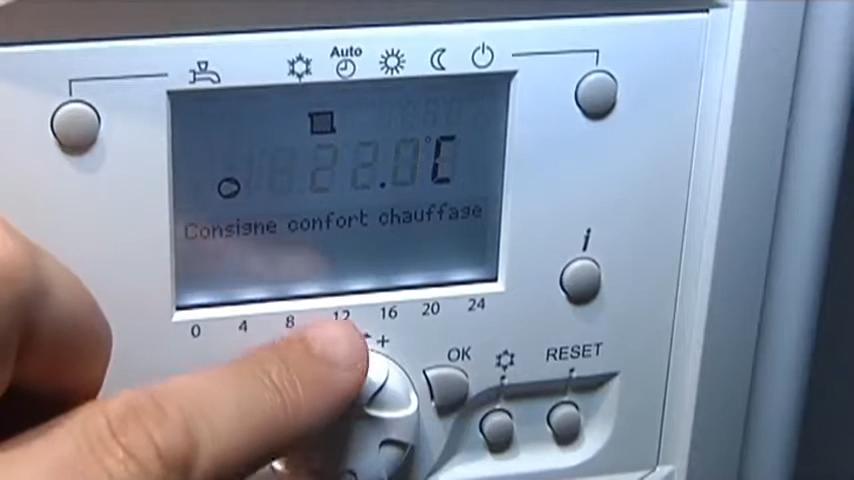 Auto
22.0°C
Consigne confort chauffage
i
0 4 8 12 16 20 24
+
OK RESET